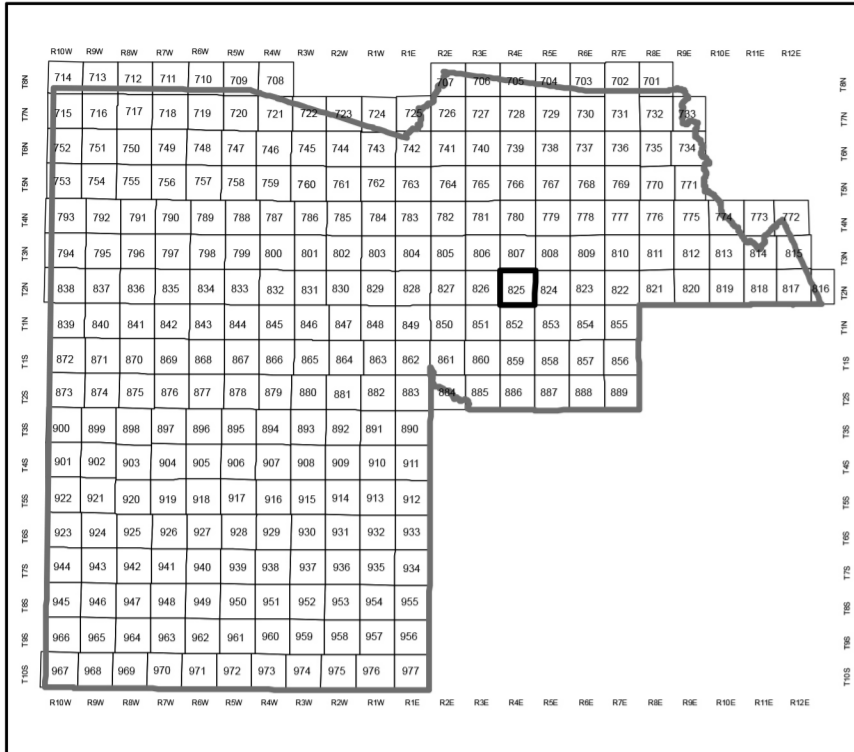 R10W R9W R8W R7W R6W R5W R4W R3W R2W R1W R1E R2E R3E R4E R5E R6E R7E R8E R9E R10E R11E R12E
T8N 714 713 712 711 710 709 708 707 706 705 704 703 702 701 T8N
T7N 715 716 717 718 719 720 721 722 723 724 725 726 727 728 729 730 731 732 733 T7N
T6N 752 751 750 749 748 747 746 745 744 743 742 741 740 739 738 737 736 735 734 T6N
T5N 753 754 755 756 757 758 759 760 761 762 763 764 765 766 767 768 769 770 771 T5N
T4N 793 792 791 790 789 788 787 786 785 784 783 782 781 780 779 778 777 776 775 774 773 772 T4N
T3N 794 795 796 797 798 799 800 801 802 803 804 805 806 807 808 809 810 811 812 813 814 815 T3N
T2N 838 837 836 835 834 833 832 831 830 829 828 827 826 825 824 823 822 821 820 819 818 817 816 T2N
T1N 839 840 841 842 843 844 845 846 847 848 849 850 851 852 853 854 855 T1N
T1S 872 871 870 869 868 867 866 865 864 863 862 861 860 859 858 857 856 T1S
T2S 873 874 875 876 877 878 879 880 881 882 883 884 885 886 887 888 889 T2S
T3S 900 899 898 897 896 895 894 893 892 891 890 T3S
T4S 901 902 903 904 905 906 907 908 909 910 911 T4S
T5S 922 921 920 919 918 917 916 915 914 913 912 T5S
T6S 923 924 925 926 927 928 929 930 931 932 933 T6S
T7S 944 943 942 941 940 939 938 937 936 935 934 T7S
T8S 945 946 947 948 949 950 951 952 953 954 955 T8S
T9S 966 965 964 963 962 961 960 959 958 957 956 T9S
T10S 967 968 969 970 971 972 973 974 975 976 977 T10S
R10W R9W R8W R7W R6W R5W R4W R3W R2W R1W R1E R2E R3E R4E R5E R6E R7E R8E R9E R10E R11E R12E